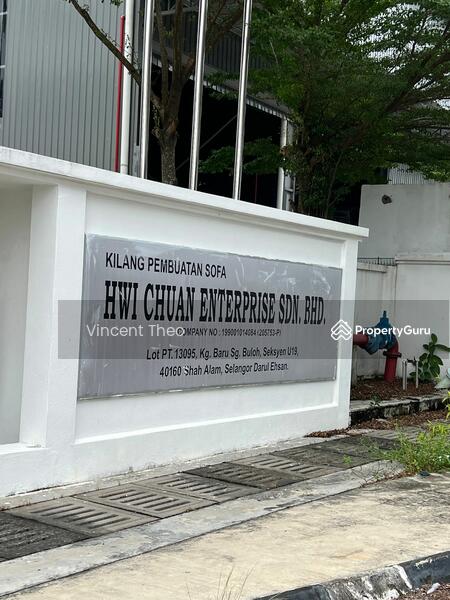 KILANG PEMBUATAN SOFA
HWI CHUAN ENTERPRISE SDN. BHD.
COMPANY NO : 199001014084 (205753-P)
Lot PT.13095, Kg. Baru Sg. Buloh, Seksyen U19,
40160 Shah Alam, Selangor Darul Ehsan.
Vincent Theo
PropertyGuru